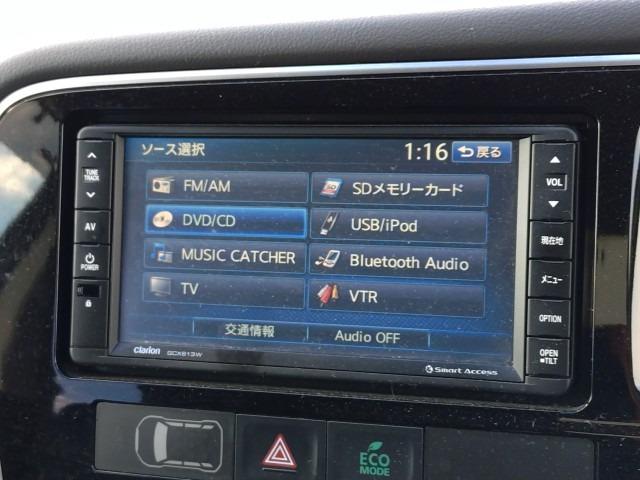 ソース選択 1:16 戻る
FM/AM SDメモリーカード
DVD/CD USB/iPod
MUSIC CATCHER Bluetooth Audio
TV VTR
交通情報 Audio OFF
TUNE
TRACK
AV
POWER
VOL
現在地
メニュー
OPTION
OPEN
TILT
clarion GCX613W Smart Access
ECO
MODE